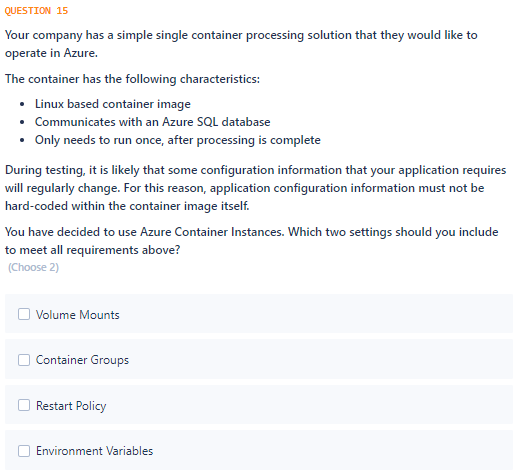 QUESTION 15
Your company has a simple single container processing solution that they would like to
operate in Azure.
The container has the following characteristics:
• Linux based container image
• Communicates with an Azure SQL database
• Only needs to run once, after processing is complete
During testing, it is likely that some configuration information that your application requires
will regularly change. For this reason, application configuration information must not be
hard-coded within the container image itself.
You have decided to use Azure Container Instances. Which two settings should you include
to meet all requirements above?
(Choose 2)
Volume Mounts
Container Groups
Restart Policy
Environment Variables